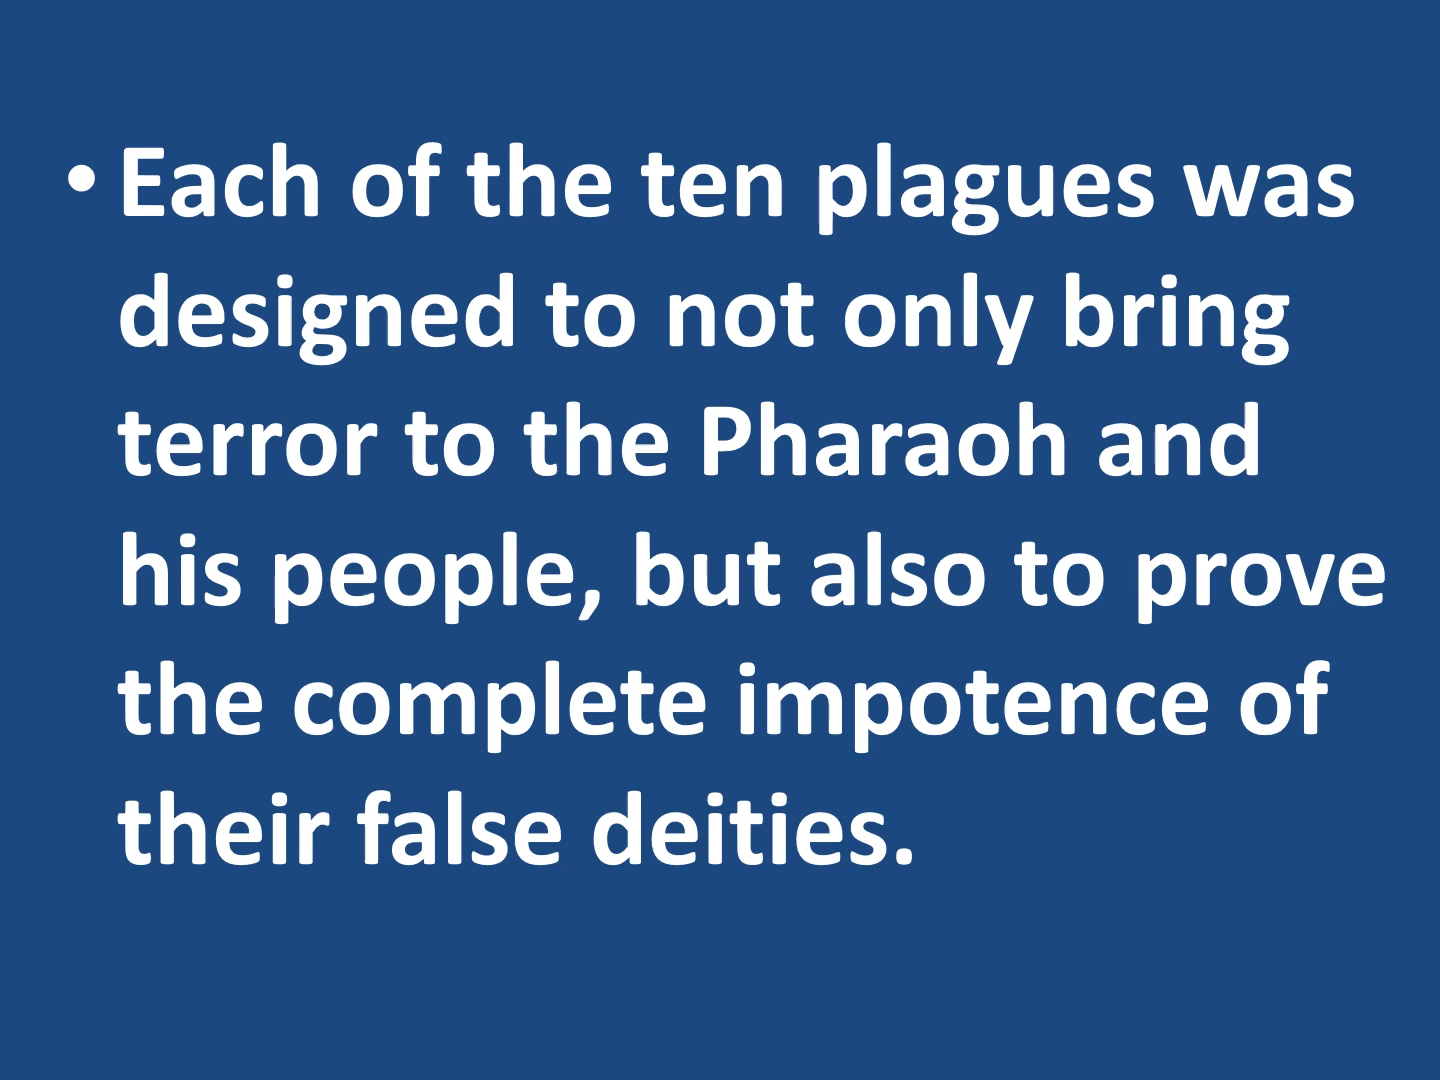 • Each of the ten plagues was
designed to not only bring
terror to the Pharaoh and
his people, but also to prove
the complete impotence of
their false deities.